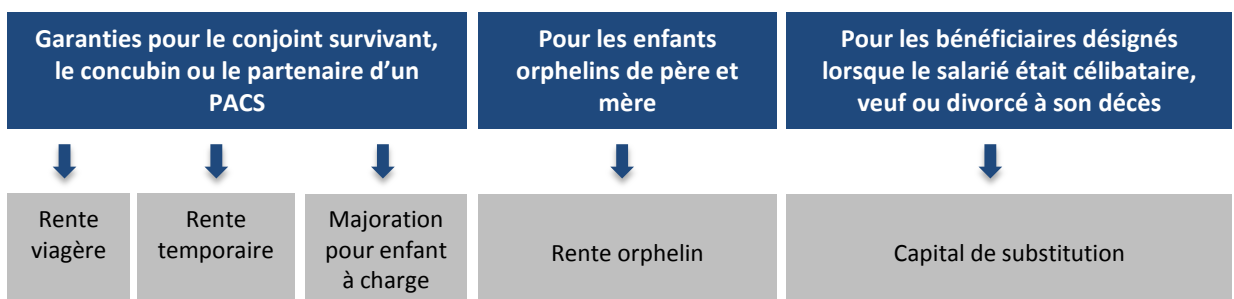 Garanties pour le conjoint survivant,
le concubin ou le partenaire d'un
PACS
Pour les enfants
orphelins de père et
mère
Pour les bénéficiaires désignés
lorsque le salarié était célibataire,
veuf ou divorcé à son décès
Rente
viagère
Rente
temporaire
Majoration
pour enfant
à charge
Rente orphelin
Capital de substitution